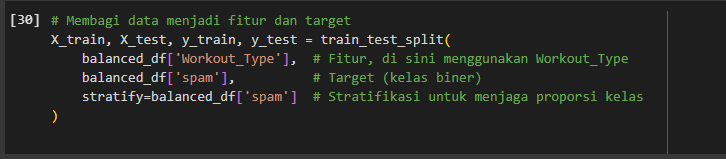 [30] # Membagi data menjadi fitur dan target
X_train, X_test, y_train, y_test = train_test_split(
    balanced_df['Workout_Type'],  # Fitur, di sini menggunakan Workout_Type
    balanced_df['spam'],          # Target (kelas biner)
    stratify=balanced_df['spam']  # Stratifikasi untuk menjaga proporsi kelas
)